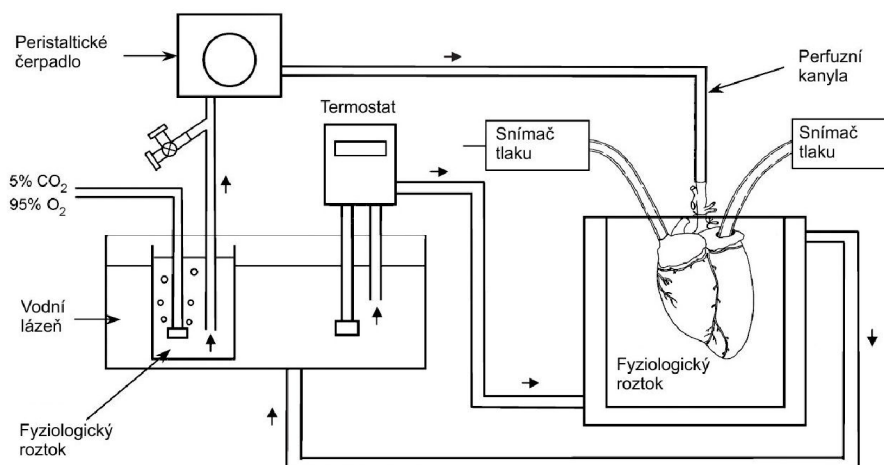 Peristaltické
čerpadlo
Termostat
Perfuzní
kanyla
Snímač
tlaku
Snímač
tlaku
5% CO₂
95% O₂
Vodní
lázeň
Fyziologický
roztok
Fyziologický
roztok